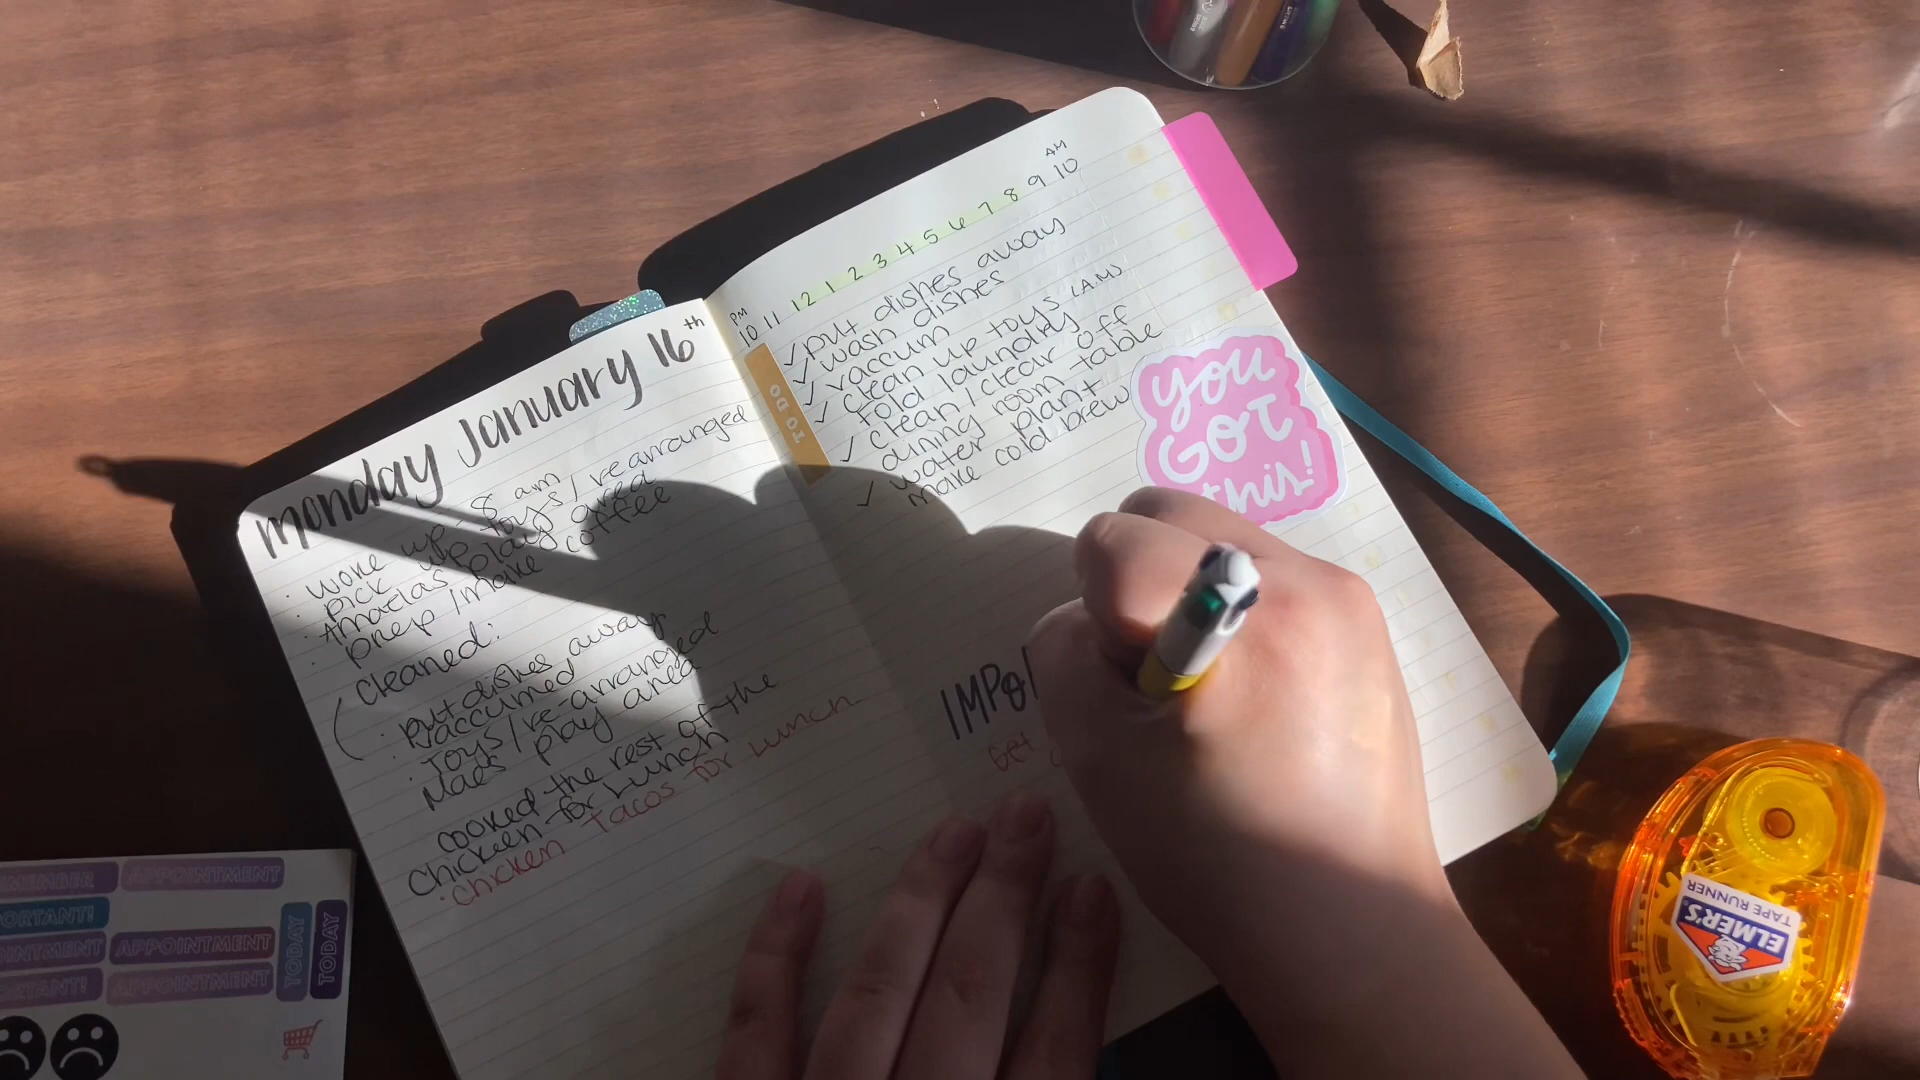 monday January 16th
· woke up - 8 am
· pick up toys / rearranged
· play area
· prep / make coffee
(cleaned:
· put dishes away
· vaccumed
· toys / re-arranged
play area
cooked the rest of the
chicken for Lunch
· chicken tacos for Lunch
PM AM
10 11 12 1 2 3 4 5 6 7 8 9 10
TO DO
✓ put dishes away
✓ wash dishes
✓ vaccum
✓ clean up toys (A.M)
fold laundry
✓ clean / clear off
dining room table
✓ water plant
make cold brew
you
GOT
this!
IMPO
Get
APPOINTMENT
APPOINTMENT
APPOINTMENT
TODAY
TODAY
ELMER'S
TAPE RUNNER